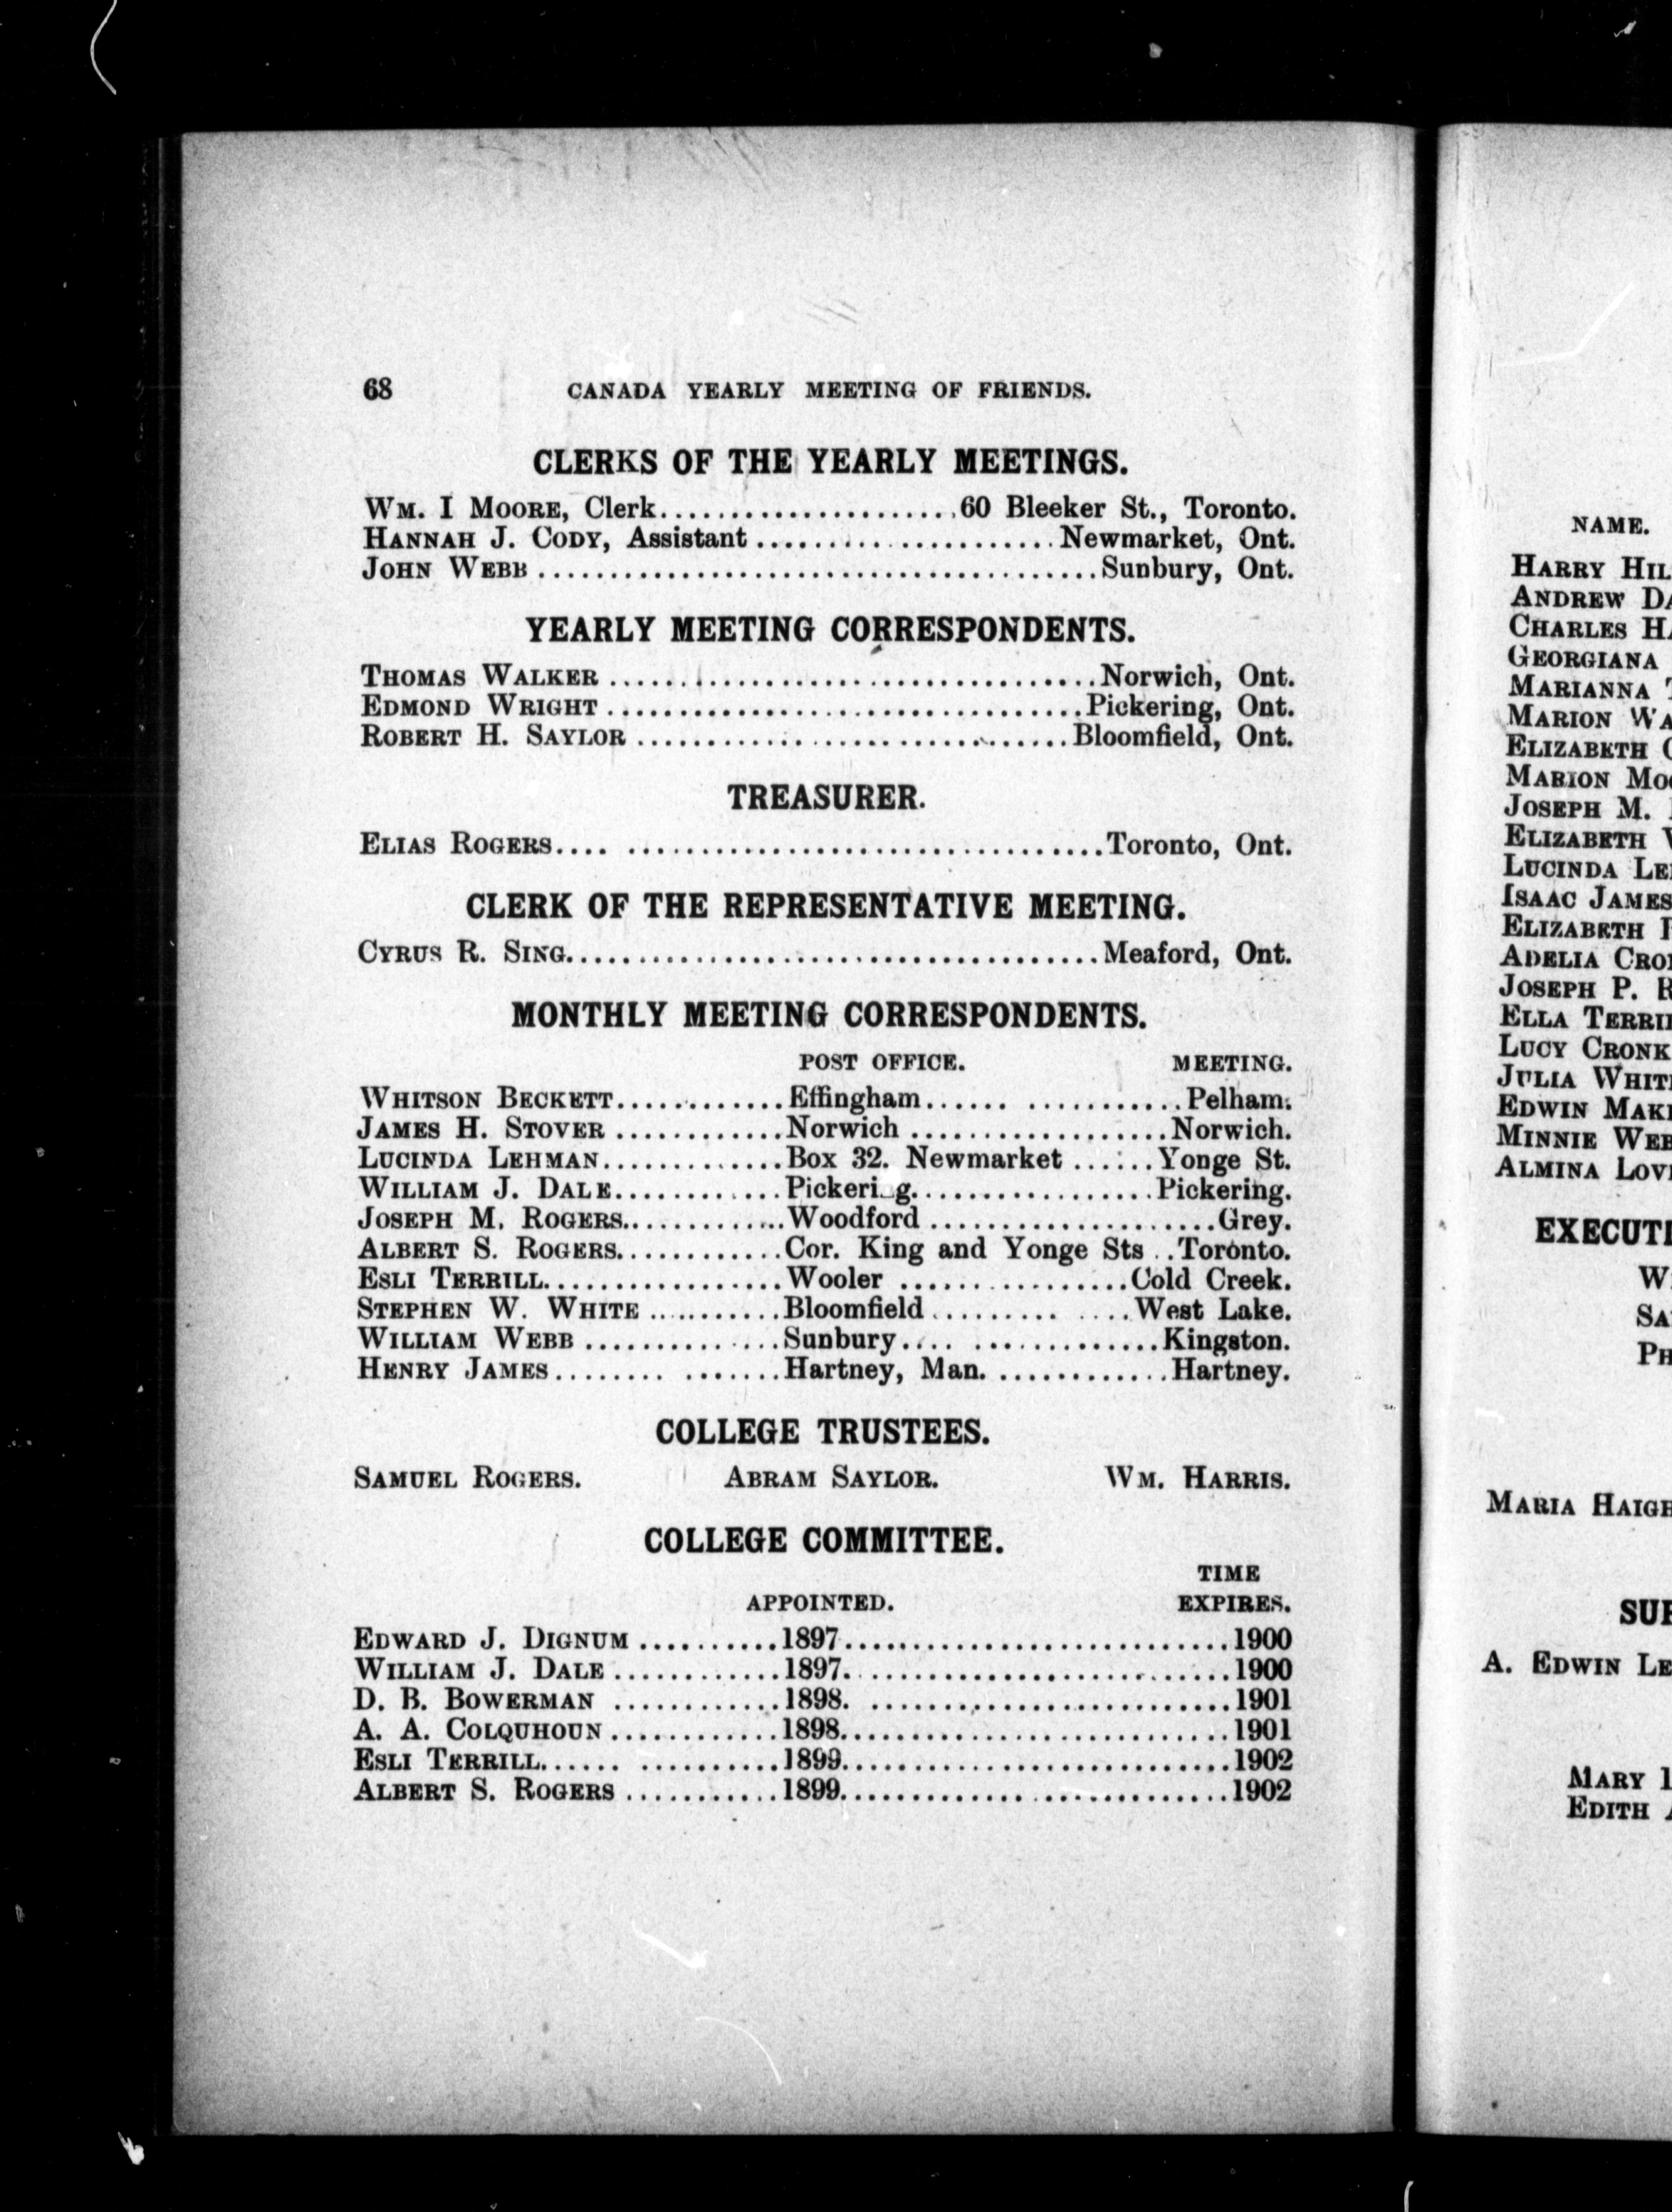 68 CANADA YEARLY MEETING OF FRIENDS.
CLERKS OF THE YEARLY MEETINGS.
WM. I MOORE, Clerk.....................60 Bleeker St., Toronto.
HANNAH J. CODY, Assistant.....................Newmarket, Ont.
JOHN WEBB.......................................Sunbury, Ont.
YEARLY MEETING CORRESPONDENTS.
THOMAS WALKER..................................Norwich, Ont.
EDMOND WRIGHT.................................Pickering, Ont.
ROBERT H. SAYLOR..............................Bloomfield, Ont.
TREASURER.
ELIAS ROGERS.... .................................Toronto, Ont.
CLERK OF THE REPRESENTATIVE MEETING.
CYRUS R. SING.....................................Meaford, Ont.
MONTHLY MEETING CORRESPONDENTS.
POST OFFICE. MEETING.
WHITSON BECKETT............Effingham...... ...........Pelham.
JAMES H. STOVER............Norwich..................Norwich.
LUCINDA LEHMAN.............Box 32. Newmarket......Yonge St.
WILLIAM J. DALE............Pickeri g.................Pickering.
JOSEPH M. ROGERS............Woodford....................Grey.
ALBERT S. ROGERS............Cor. King and Yonge Sts..Toronto.
ESLI TERRILL.................Wooler................Cold Creek.
STEPHEN W. WHITE...........Bloomfield......... ....West Lake.
WILLIAM WEBB..............Sunbury.... .............Kingston.
HENRY JAMES........ .......Hartney, Man.............Hartney.
COLLEGE TRUSTEES.
SAMUEL ROGERS. ABRAM SAYLOR. WM. HARRIS.
COLLEGE COMMITTEE.
TIME
APPOINTED. EXPIRES.
EDWARD J. DIGNUM..........1897...........................1900
WILLIAM J. DALE............1897...........................1900
D. B. BOWERMAN............1898. .........................1901
A. A. COLQUHOUN............1898...........................1901
ESLI TERRILL...... ..........1899...........................1902
ALBERT S. ROGERS...........1899...........................1902
NAME.
HARRY
ANDREW
CHARLES
GEORGIANA
MARIANNA
MARION
ELIZABETH
MARION
JOSEPH M.
ELIZABETH
LUCINDA
ISAAC JAMES
ELIZABETH
ADELIA
JOSEPH P.
ELLA
LUCY CRONK
JULIA
EDWIN
MINNIE
ALMINA
MARIA
A. EDWIN
MARY
EDITH